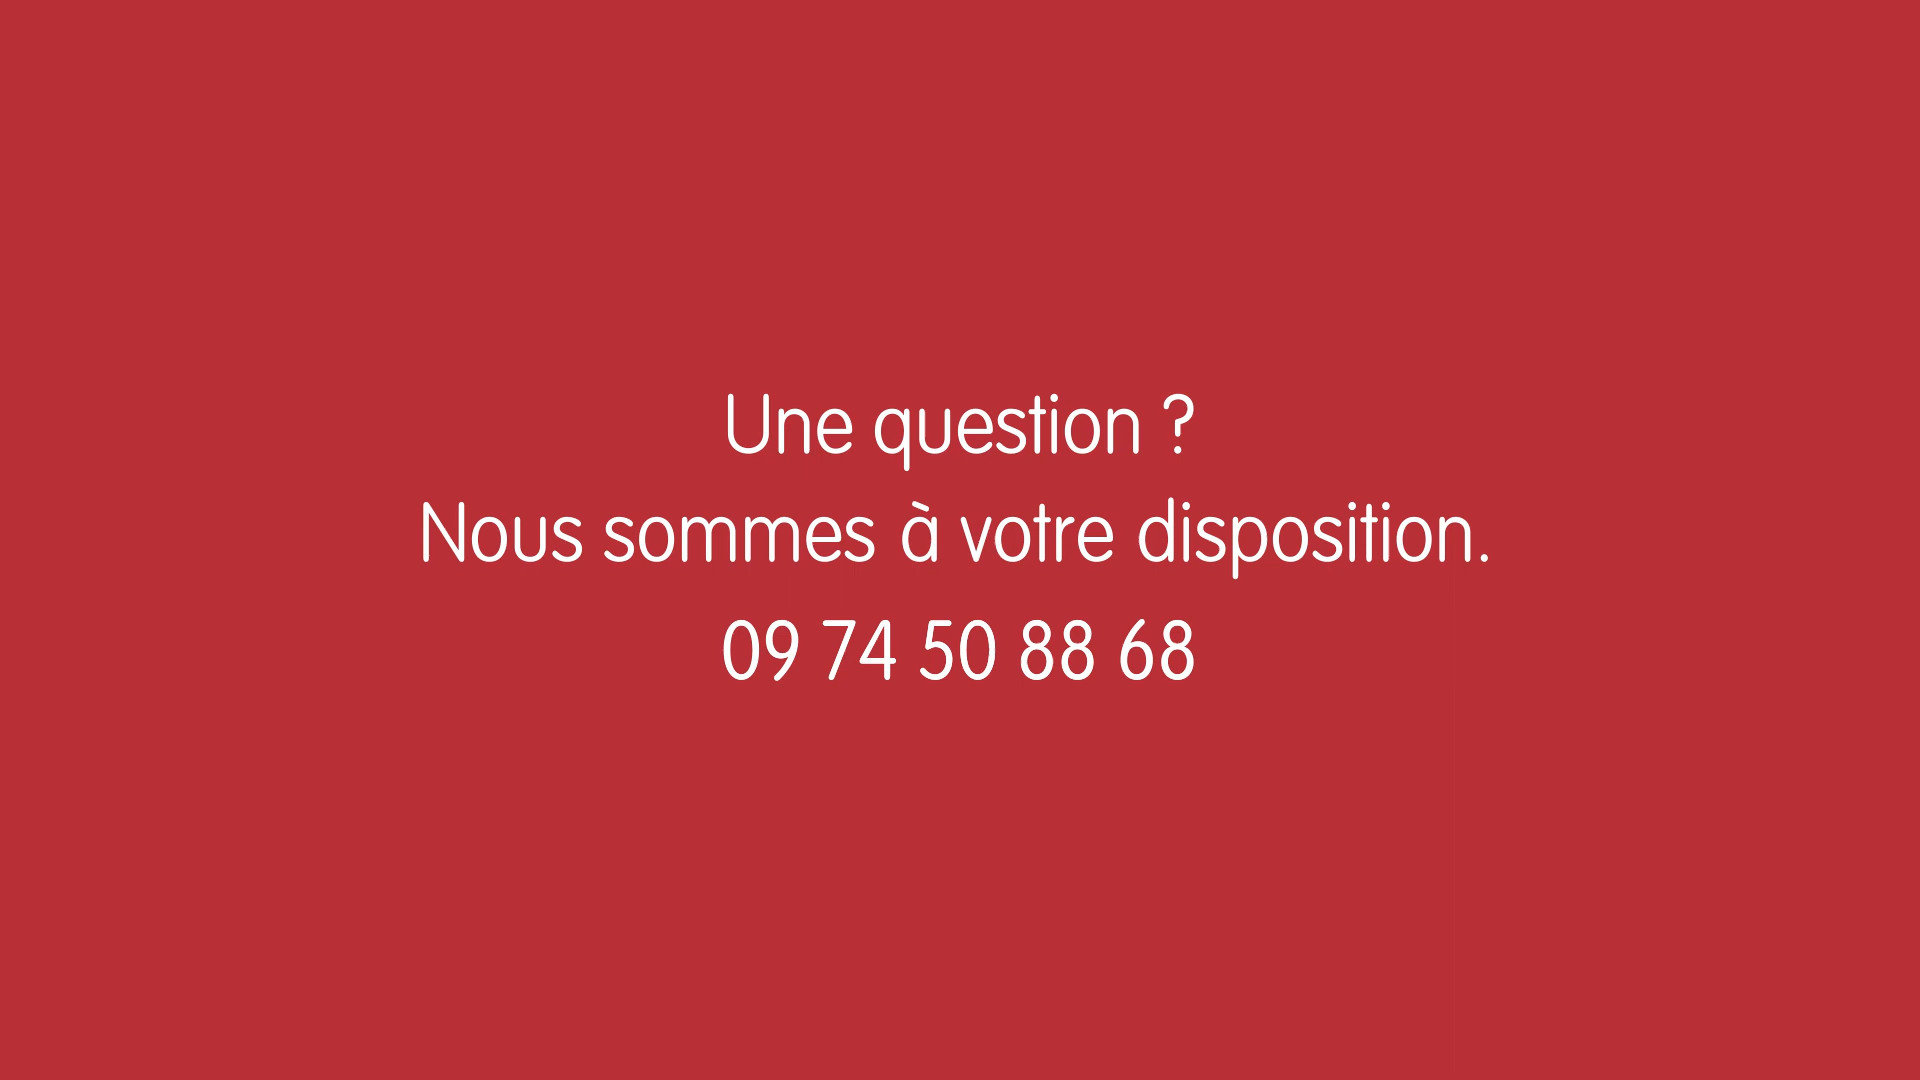 Une question ?
Nous sommes à votre disposition.
09 74 50 88 68